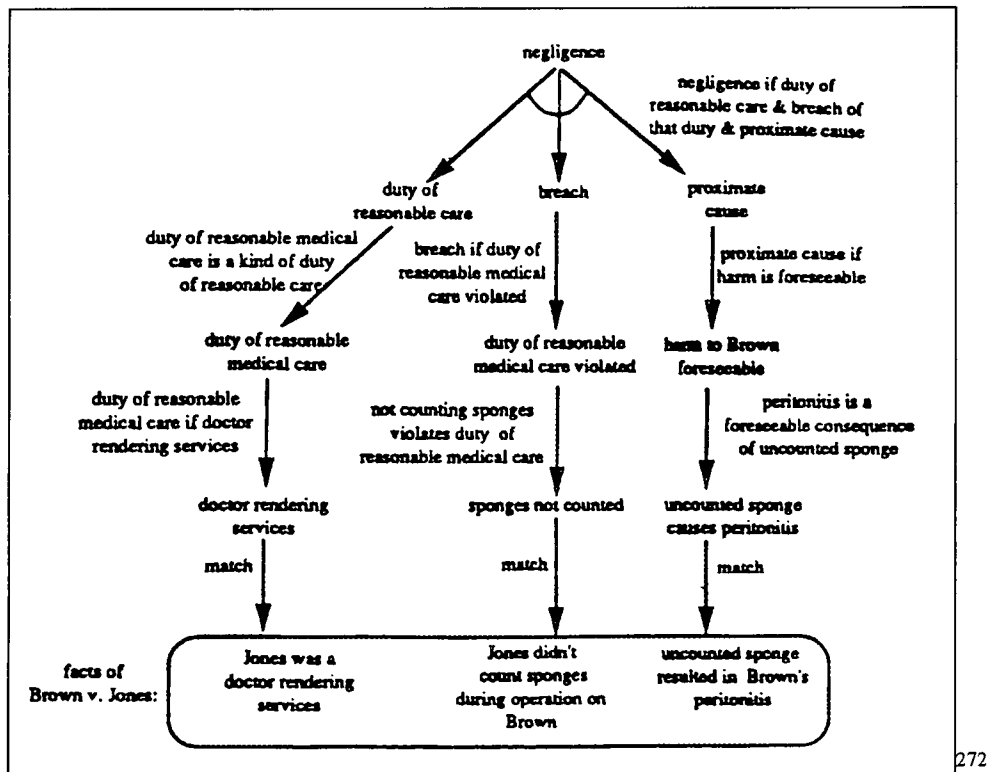 negligence
negligence if duty of
reasonable care & breach of
that duty & proximate cause
duty of
reasonable care
breach
proximate
cause
duty of reasonable medical
care is a kind of duty
of reasonable care
breach if duty of
reasonable medical
care violated
proximate cause if
harm is foreseeable
duty of reasonable
medical care
duty of reasonable
medical care violated
harm to Brown
foreseeable
duty of reasonable
medical care if doctor
rendering services
not counting sponges
violates duty of
reasonable medical care
peritonitis is a
foreseeable consequence
of uncounted sponge
doctor rendering
services
sponges not counted
uncounted sponge
causes peritonitis
match
match
match
facts of
Brown v. Jones:
Jones was a
doctor rendering
services
Jones didn't
count sponges
during operation on
Brown
uncounted sponge
resulted in Brown's
peritonitis
272